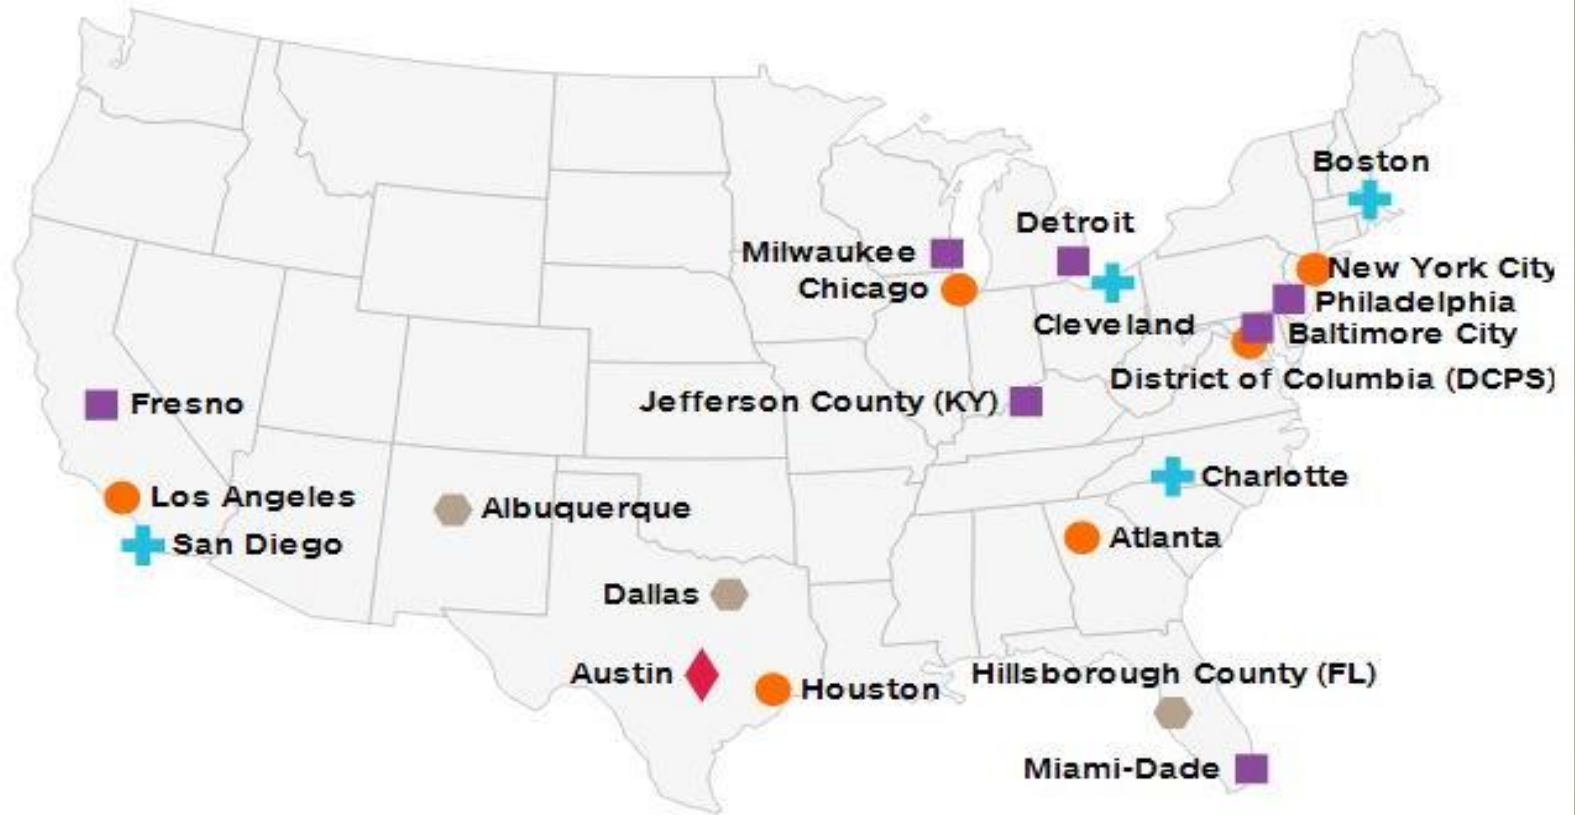 Boston
Detroit
Milwaukee
New York City
Chicago
Philadelphia
Cleveland
Baltimore City
District of Columbia (DCPS)
Fresno
Jefferson County (KY)
Charlotte
Los Angeles
Albuquerque
San Diego
Atlanta
Dallas
Austin
Houston
Hillsborough County (FL)
Miami-Dade